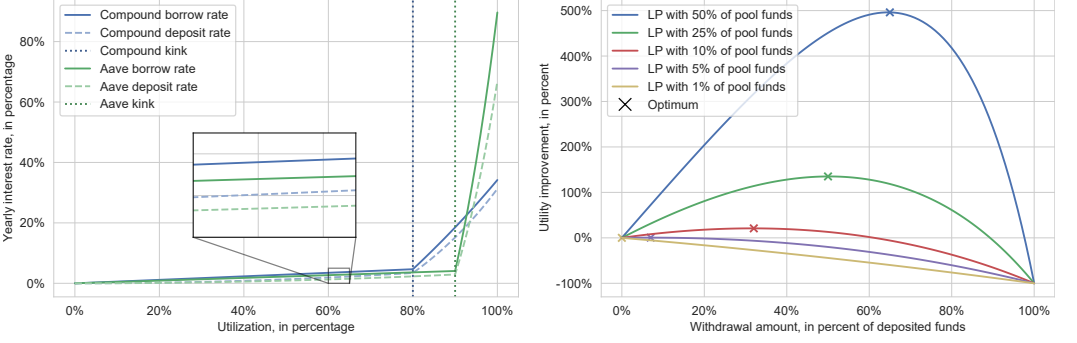 Compound borrow rate
Compound deposit rate
Compound kink
Aave borrow rate
Aave deposit rate
Aave kink
Yearly interest rate, in percentage
80%
60%
40%
20%
0%
0%
20%
40%
60%
80%
100%
Utilization, in percentage
LP with 50% of pool funds
LP with 25% of pool funds
LP with 10% of pool funds
LP with 5% of pool funds
LP with 1% of pool funds
Optimum
Utility improvement, in percent
500%
400%
300%
200%
100%
0%
-100%
0%
20%
40%
60%
80%
100%
Withdrawal amount, in percent of deposited funds